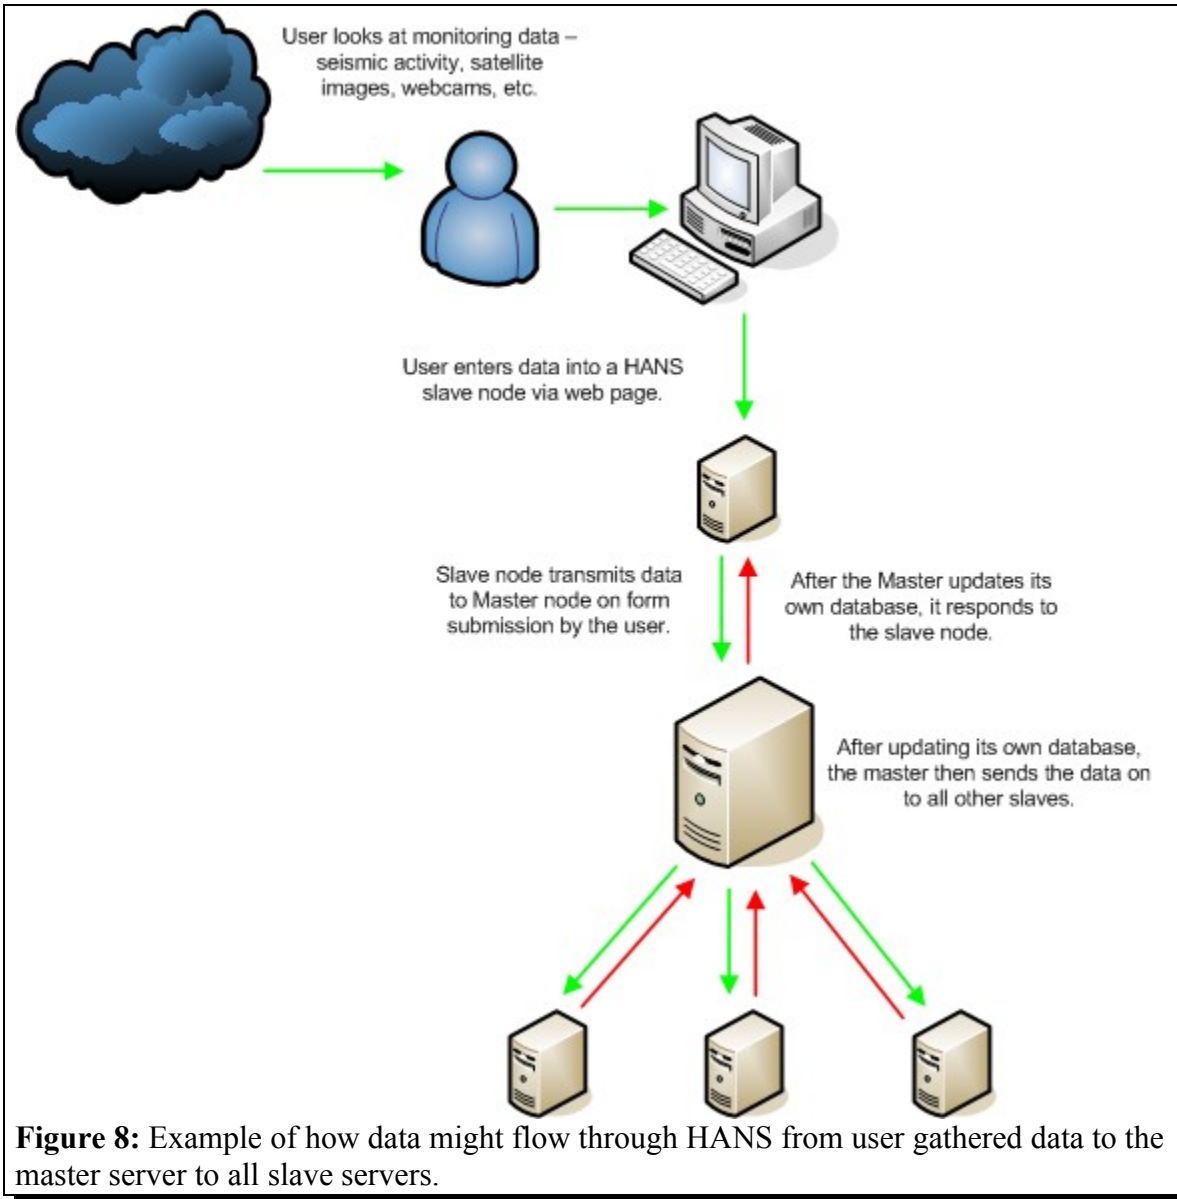 User looks at monitoring data –
seismic activity, satellite
images, webcams, etc.
User enters data into a HANS
slave node via web page.
Slave node transmits data
to Master node on form
submission by the user.
After the Master updates its
own database, it responds to
the slave node.
After updating its own database,
the master then sends the data on
to all other slaves.
Figure 8: Example of how data might flow through HANS from user gathered data to the
master server to all slave servers.